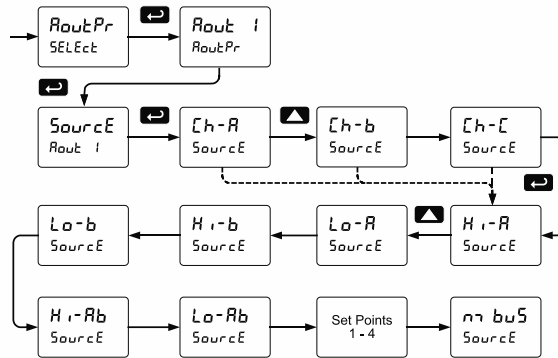 AoutPr
SELEct
Aout 1
AoutPr
SourcE
Aout 1
Ch-A
SourcE
Ch-b
SourcE
Ch-C
SourcE
Lo-b
SourcE
Hi-b
SourcE
Lo-A
SourcE
Hi-A
SourcE
Hi-Ab
SourcE
Lo-Ab
SourcE
Set Points
1 - 4
m buS
SourcE